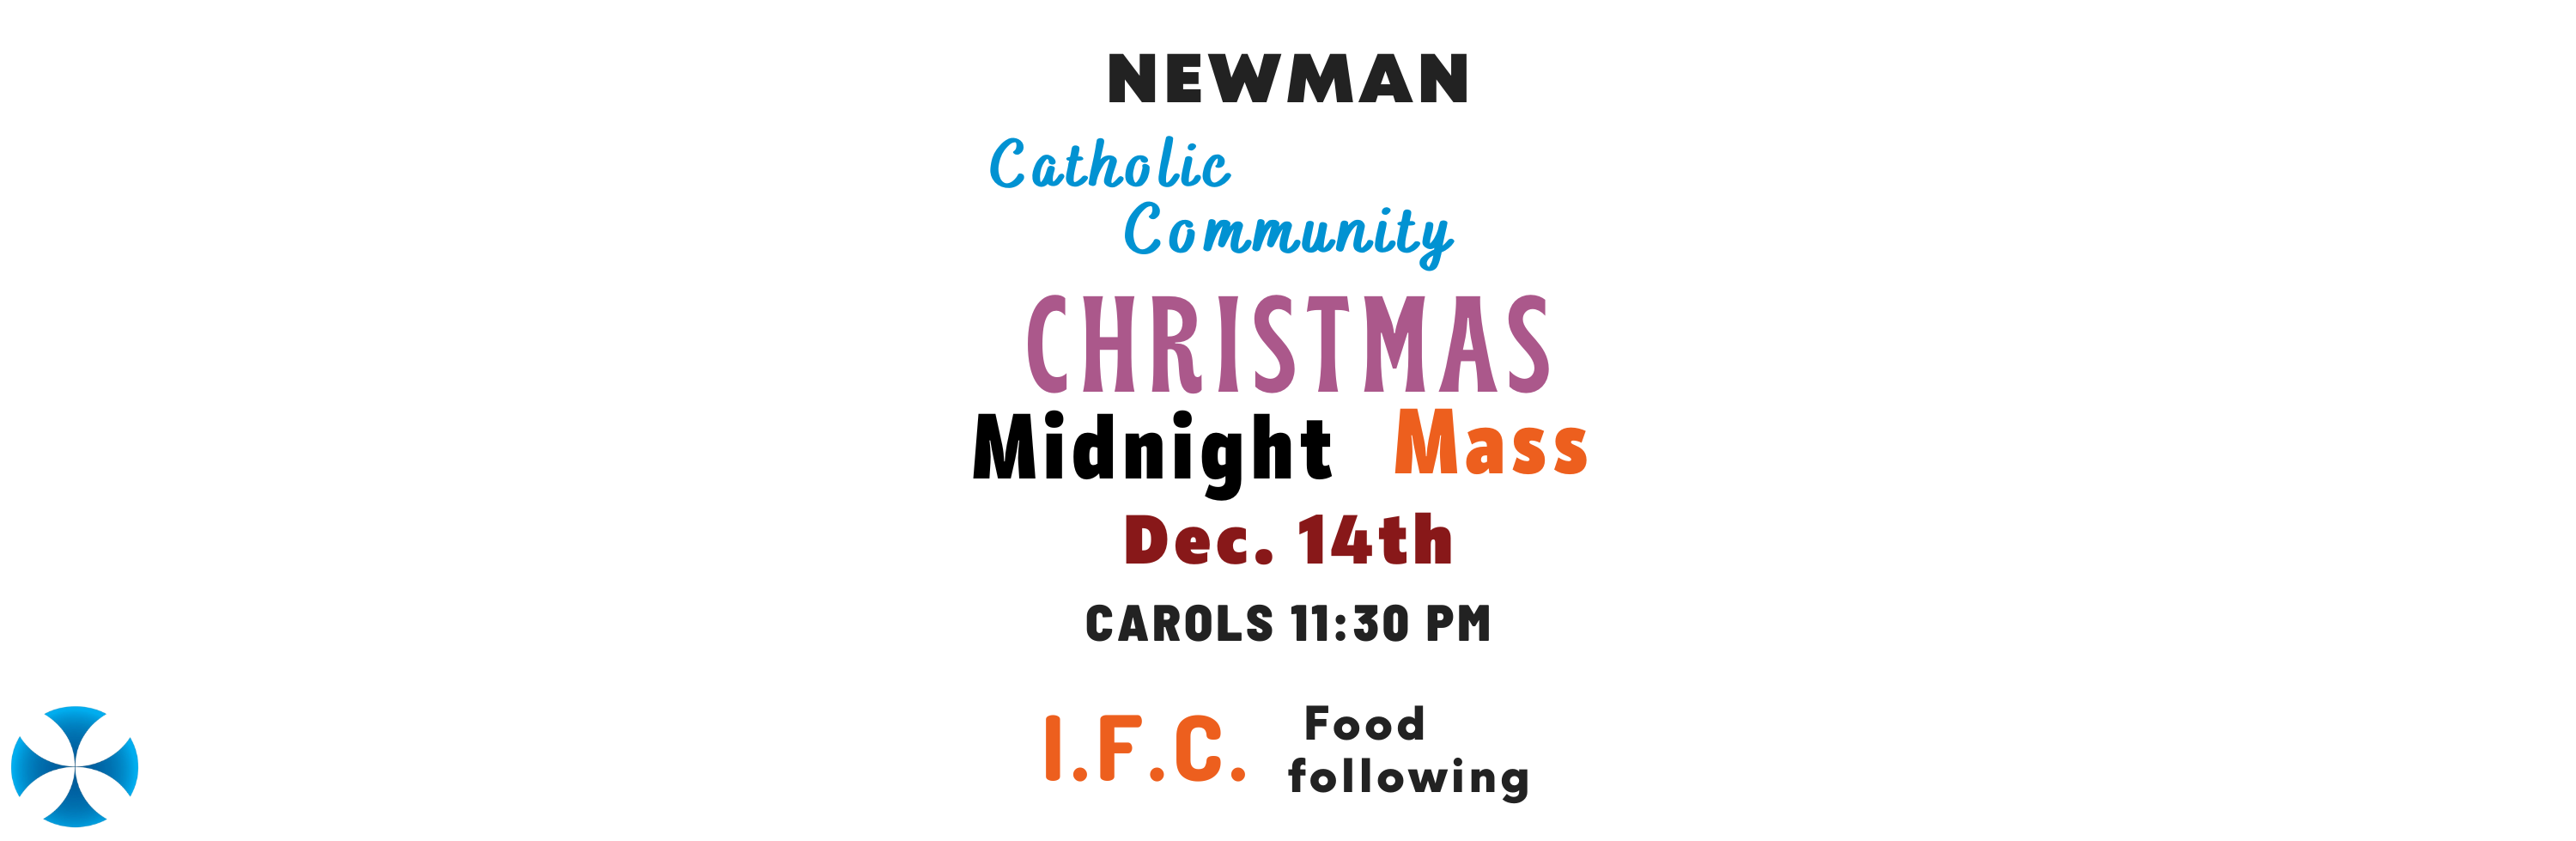 NEWMAN
Catholic
Community
CHRISTMAS
Midnight Mass
Dec. 14th
CAROLS 11:30 PM
I.F.C. Food
following